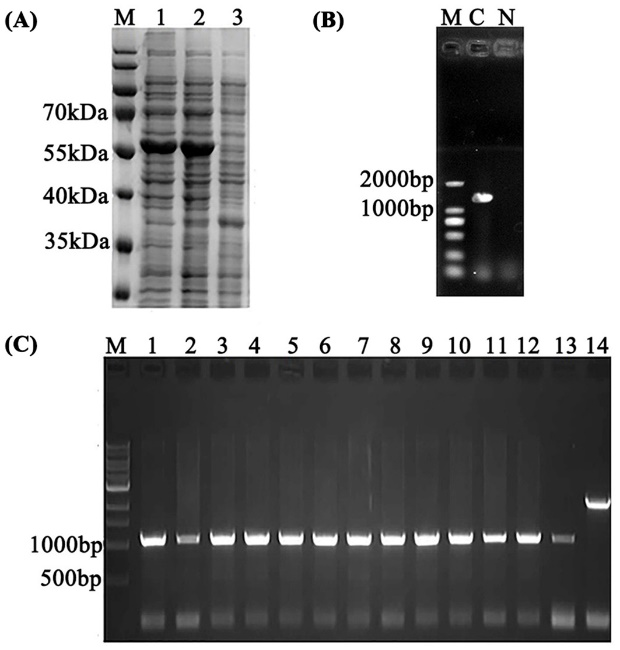 (A)
M 1 2 3
70kDa
55kDa
40kDa
35kDa
(B)
M C N
2000bp
1000bp
(C)
M 1 2 3 4 5 6 7 8 9 10 11 12 13 14
1000bp
500bp